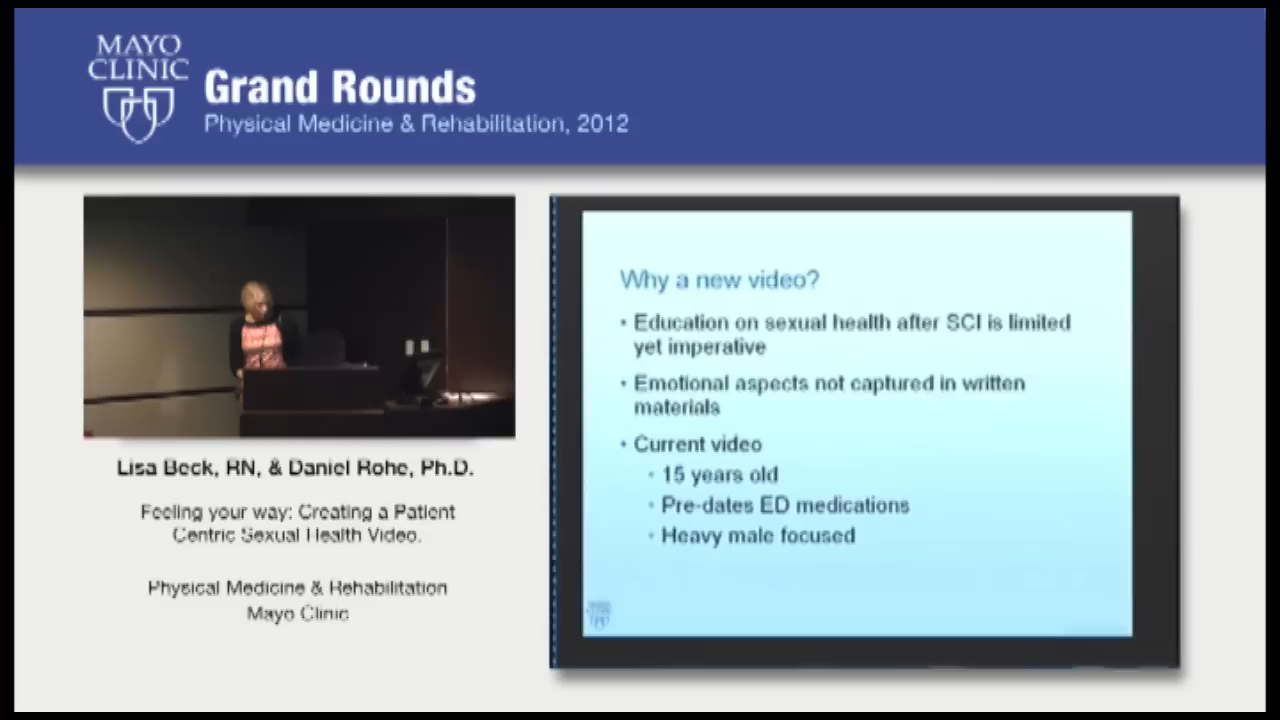 MAYO
CLINIC
Grand Rounds
Physical Medicine & Rehabilitation, 2012
Lisa Beck, RN, & Daniel Rohe, Ph.D.
Feeling your way: Creating a Patient
Centric Sexual Health Video.
Physical Medicine & Rehabilitation
Mayo Clinic
Why a new video?
• Education on sexual health after SCI is limited
yet imperative
• Emotional aspects not captured in written
materials
• Current video
• 15 years old
• Pre-dates ED medications
• Heavy male focused